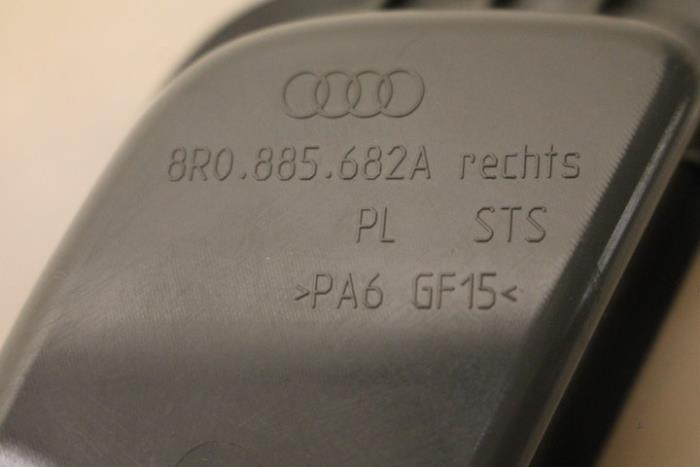 8R0.885.682A rechts
PL STS
>PA6 GF15<